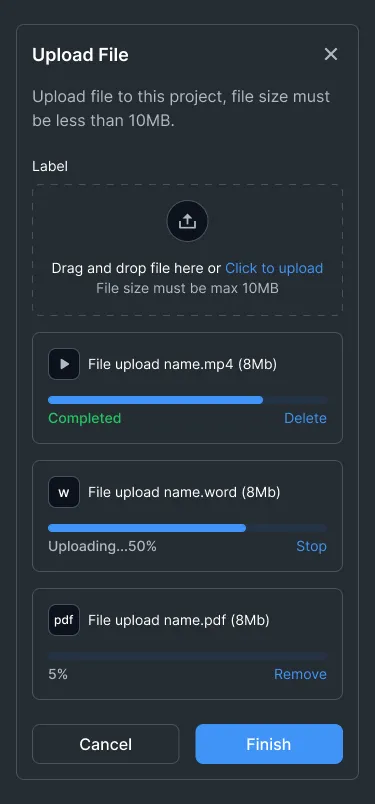 Upload File
Upload file to this project, file size must
be less than 10MB.
Label
Drag and drop file here or Click to upload
File size must be max 10MB
File upload name.mp4 (8Mb)
Completed Delete
w File upload name.word (8Mb)
Uploading...50% Stop
pdf File upload name.pdf (8Mb)
5% Remove
Cancel Finish